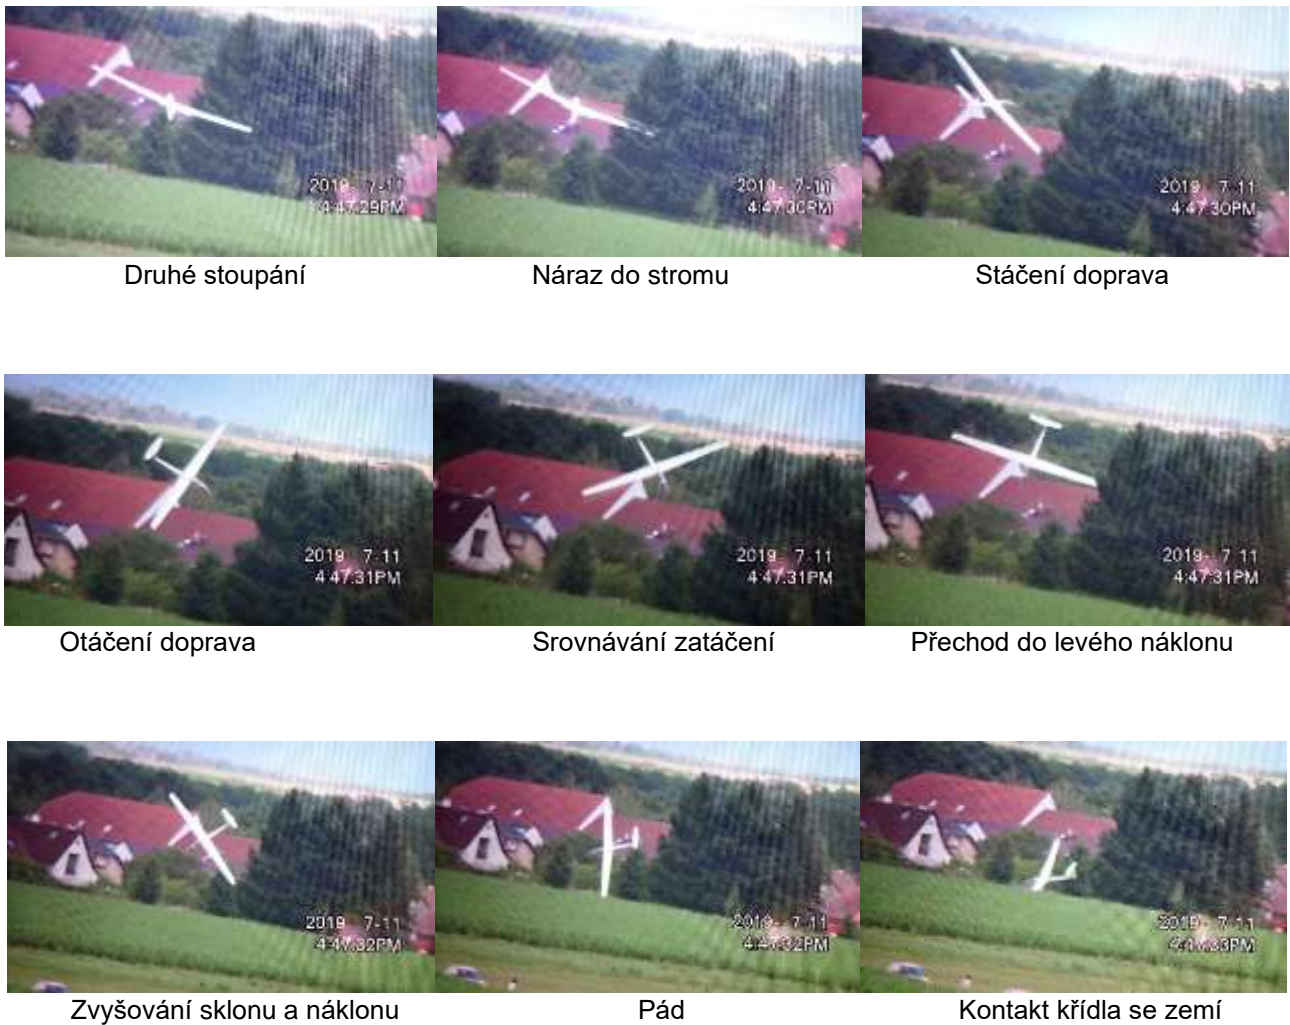 2019- 7-11
4:47:29PM
2019- 7-11
4:47:30PM
2019 7-11
4:47:30PM
Druhé stoupání
Náraz do stromu
Stáčení doprava
2019 7-11
4:47:31PM
2019 7 11
4:47:31PM
2019- 7 11
4:47:31PM
Otáčení doprava
Srovnávání zatáčení
Přechod do levého náklonu
2019 7-11
4:47:32PM
2019- 7-11
4:47:32PM
2019- 7-11
4:47:33PM
Zvyšování sklonu a náklonu
Pád
Kontakt křídla se zemí